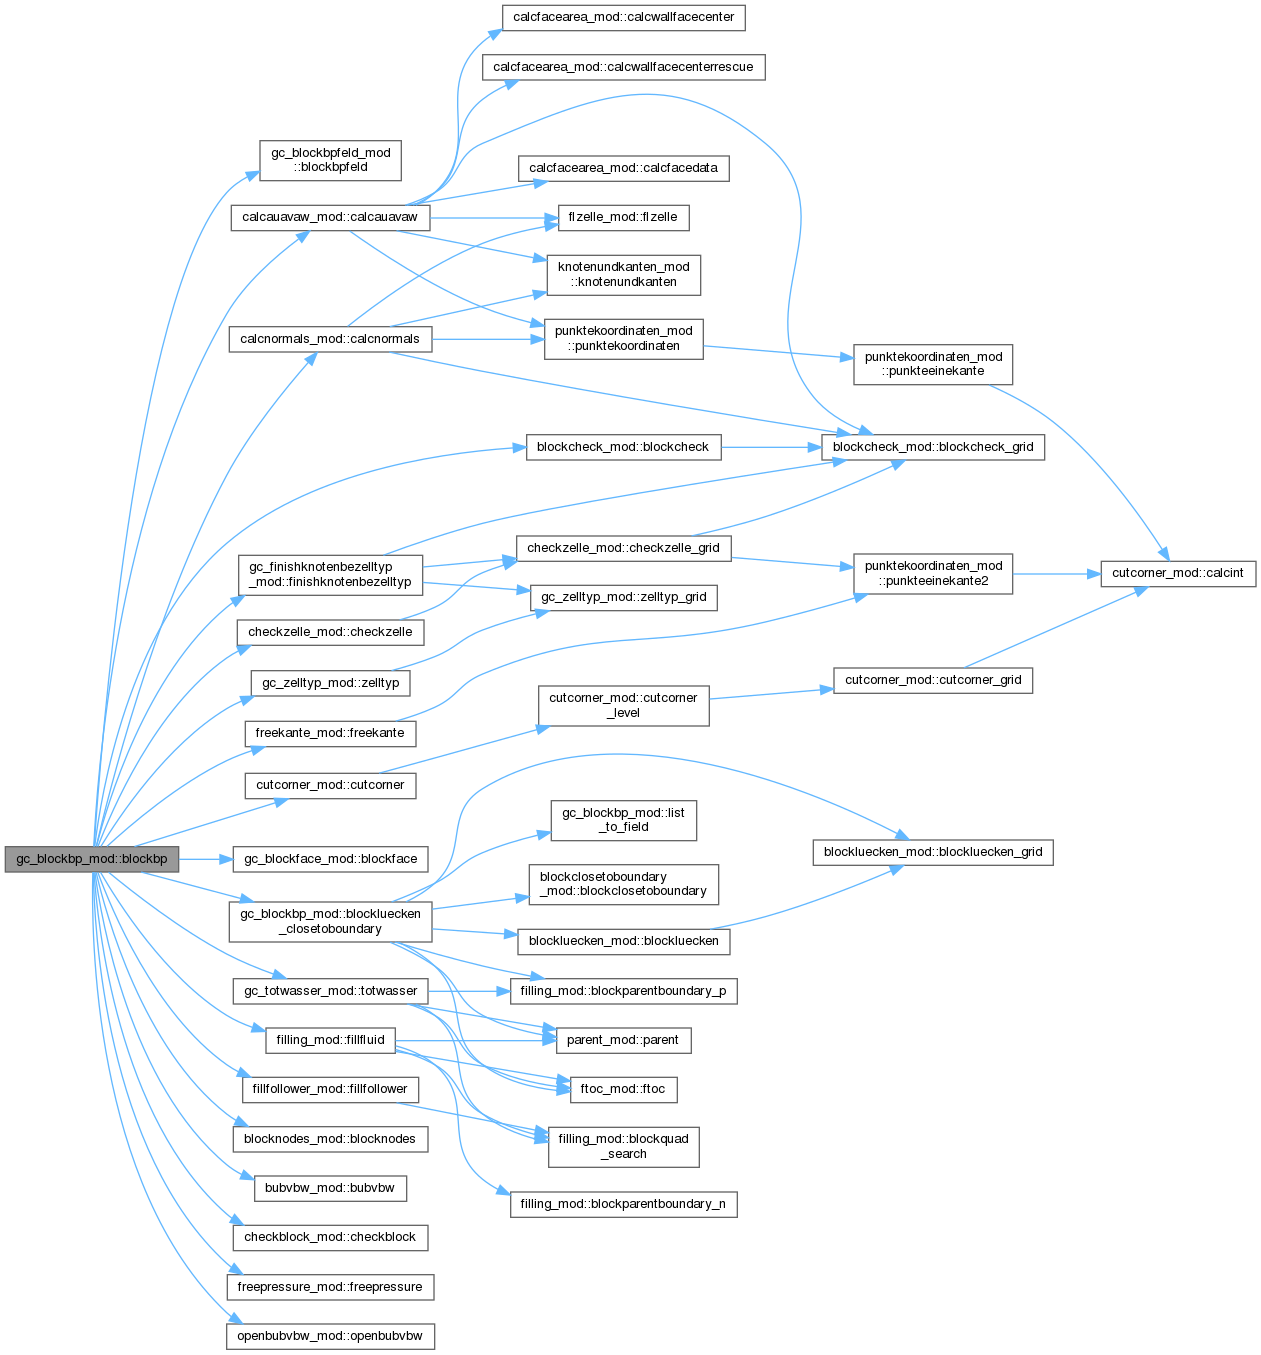 calcfacearea_mod::calcwallfacecenter
calcfacearea_mod::calcwallfacecenterrescue
gc_blockbpfeld_mod
::blockbpfeld
calcfacearea_mod::calcfacedata
calcauavaw_mod::calcauavaw
flzelle_mod::flzelle
knotenundkanten_mod
::knotenundkanten
calcnormals_mod::calcnormals
punktekoordinaten_mod
::punktekoordinaten
punktekoordinaten_mod
::punkteeinekante
blockcheck_mod::blockcheck
blockcheck_mod::blockcheck_grid
gc_finishknotenbezelltyp
_mod::finishknotenbezelltyp
checkzelle_mod::checkzelle_grid
punktekoordinaten_mod
::punkteeinekante2
cutcorner_mod::calcint
gc_zelltyp_mod::zelltyp_grid
checkzelle_mod::checkzelle
gc_zelltyp_mod::zelltyp
cutcorner_mod::cutcorner_grid
cutcorner_mod::cutcorner
_level
freekante_mod::freekante
cutcorner_mod::cutcorner
gc_blockbp_mod::list
_to_field
gc_blockbp_mod::blockbp
gc_blockface_mod::blockface
blockluecken_mod::blockluecken_grid
blockclosetoboundary
_mod::blockclosetoboundary
gc_blockbp_mod::blockluecken
_closetoboundary
blockluecken_mod::blockluecken
gc_totwasser_mod::totwasser
filling_mod::blockparentboundary_p
filling_mod::fillfluid
parent_mod::parent
fillfollower_mod::fillfollower
ftoc_mod::ftoc
blocknodes_mod::blocknodes
filling_mod::blockquad
_search
bubvbw_mod::bubvbw
filling_mod::blockparentboundary_n
checkblock_mod::checkblock
freepressure_mod::freepressure
openbubvbw_mod::openbubvbw